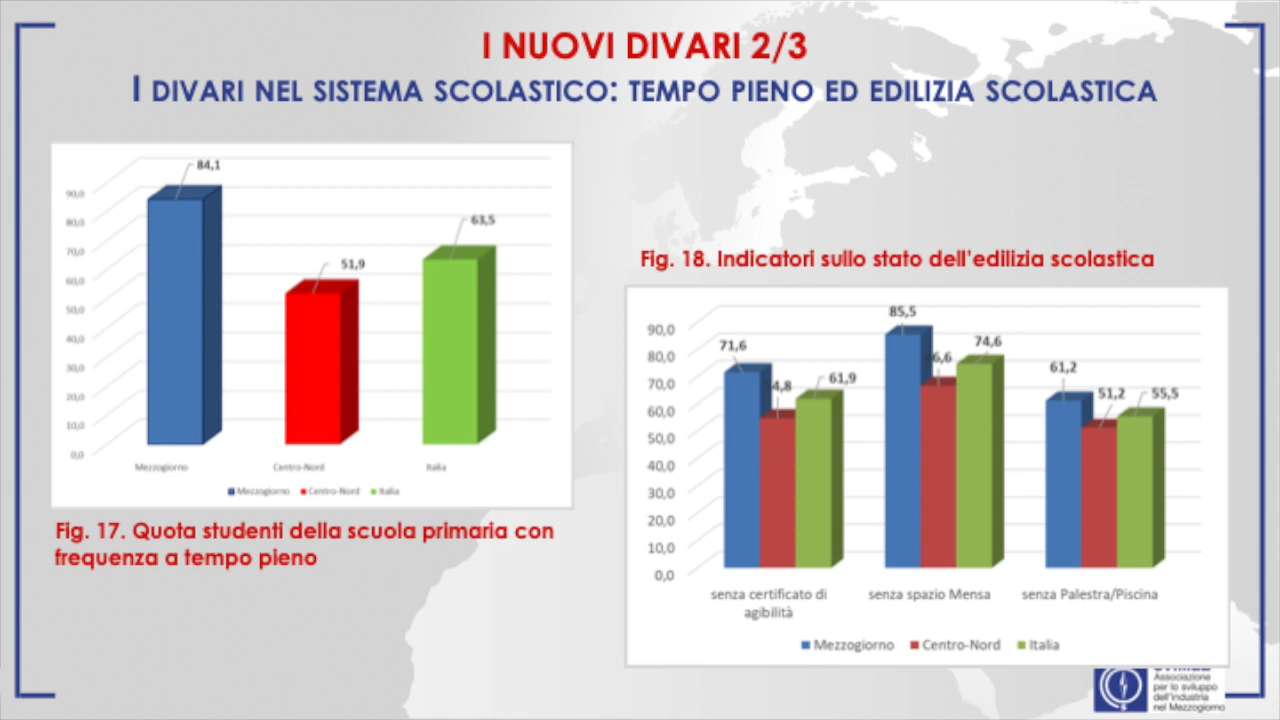 I NUOVI DIVARI 2/3
I DIVARI NEL SISTEMA SCOLASTICO: TEMPO PIENO ED EDILIZIA SCOLASTICA
84,1
63,5
51,9
90,0
80,0
70,0
60,0
50,0
40,0
30,0
20,0
10,0
0,0
Mezzogiorno Centro-Nord Italia
Mezzogiorno Centro-Nord Italia
Fig. 17. Quota studenti della scuola primaria con
frequenza a tempo pieno
Fig. 18. Indicatori sullo stato dell'edilizia scolastica
85,5
71,6
6,6
74,6
4,8
61,9
61,2
51,2
55,5
90,0
80,0
70,0
60,0
50,0
40,0
30,0
20,0
10,0
0,0
senza certificato di
agibilità
senza spazio Mensa
senza Palestra/Piscina
Mezzogiorno Centro-Nord Italia
Associazione
per lo sviluppo
dell'industria
nel Mezzogiorno